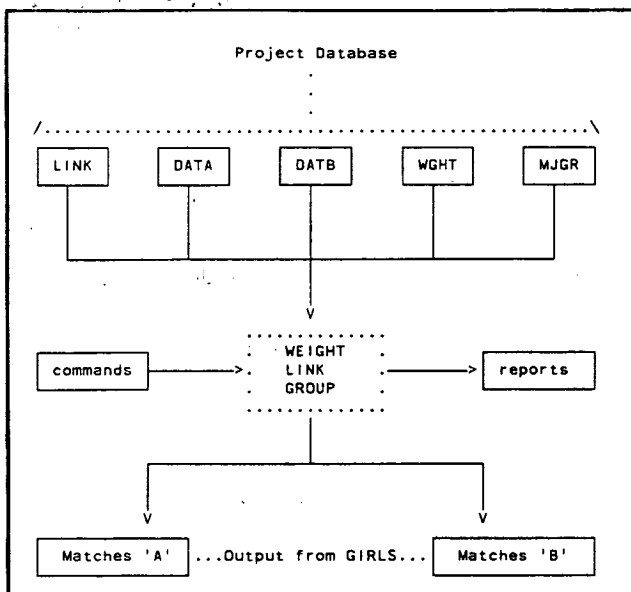 Project Database
LINK DATA DATB WGHT MJGR
WEIGHT
commands LINK reports
GROUP
Matches 'A' ...Output from GIRLS... Matches 'B'